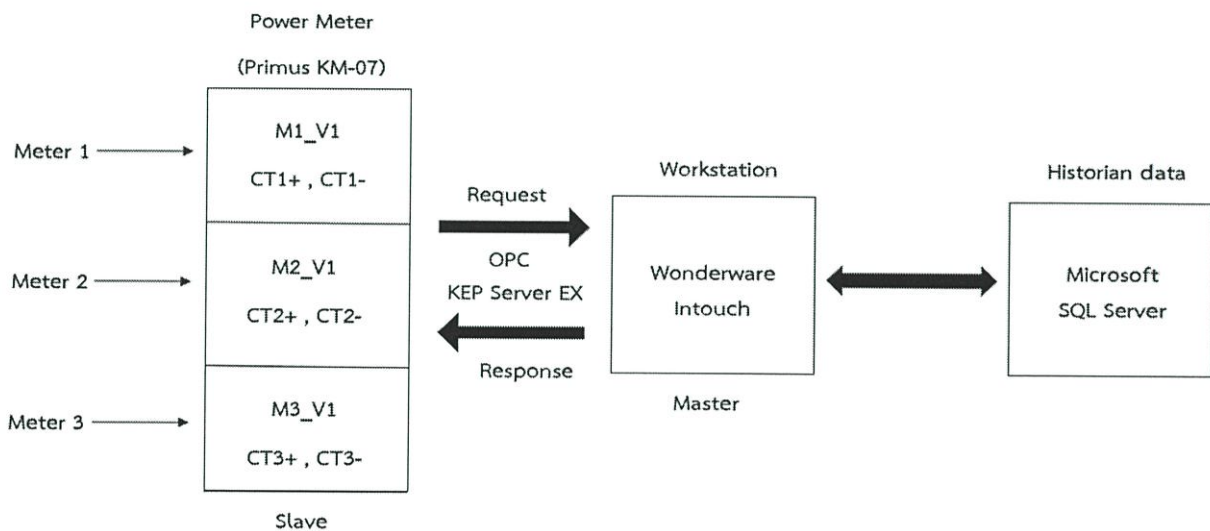 Power Meter
(Primus KM-07)
Meter 1
M1_V1
CT1+ , CT1-
Meter 2
M2_V1
CT2+ , CT2-
Meter 3
M3_V1
CT3+ , CT3-
Slave
Request
OPC
KEP Server EX
Response
Workstation
Wonderware
Intouch
Master
Historian data
Microsoft
SQL Server